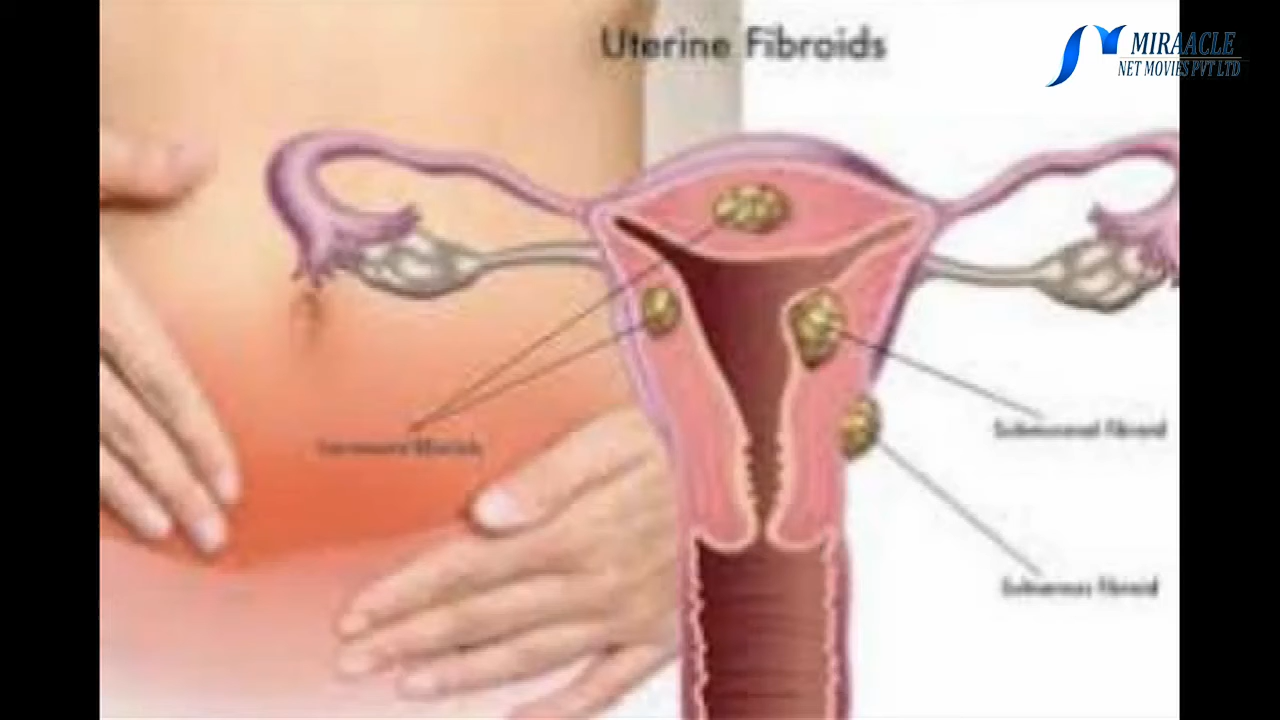 Uterine Fibroids
MIRAACLE
NET MOVIES PVT LTD
Submucosal Fibroid
Subserous Fibroid